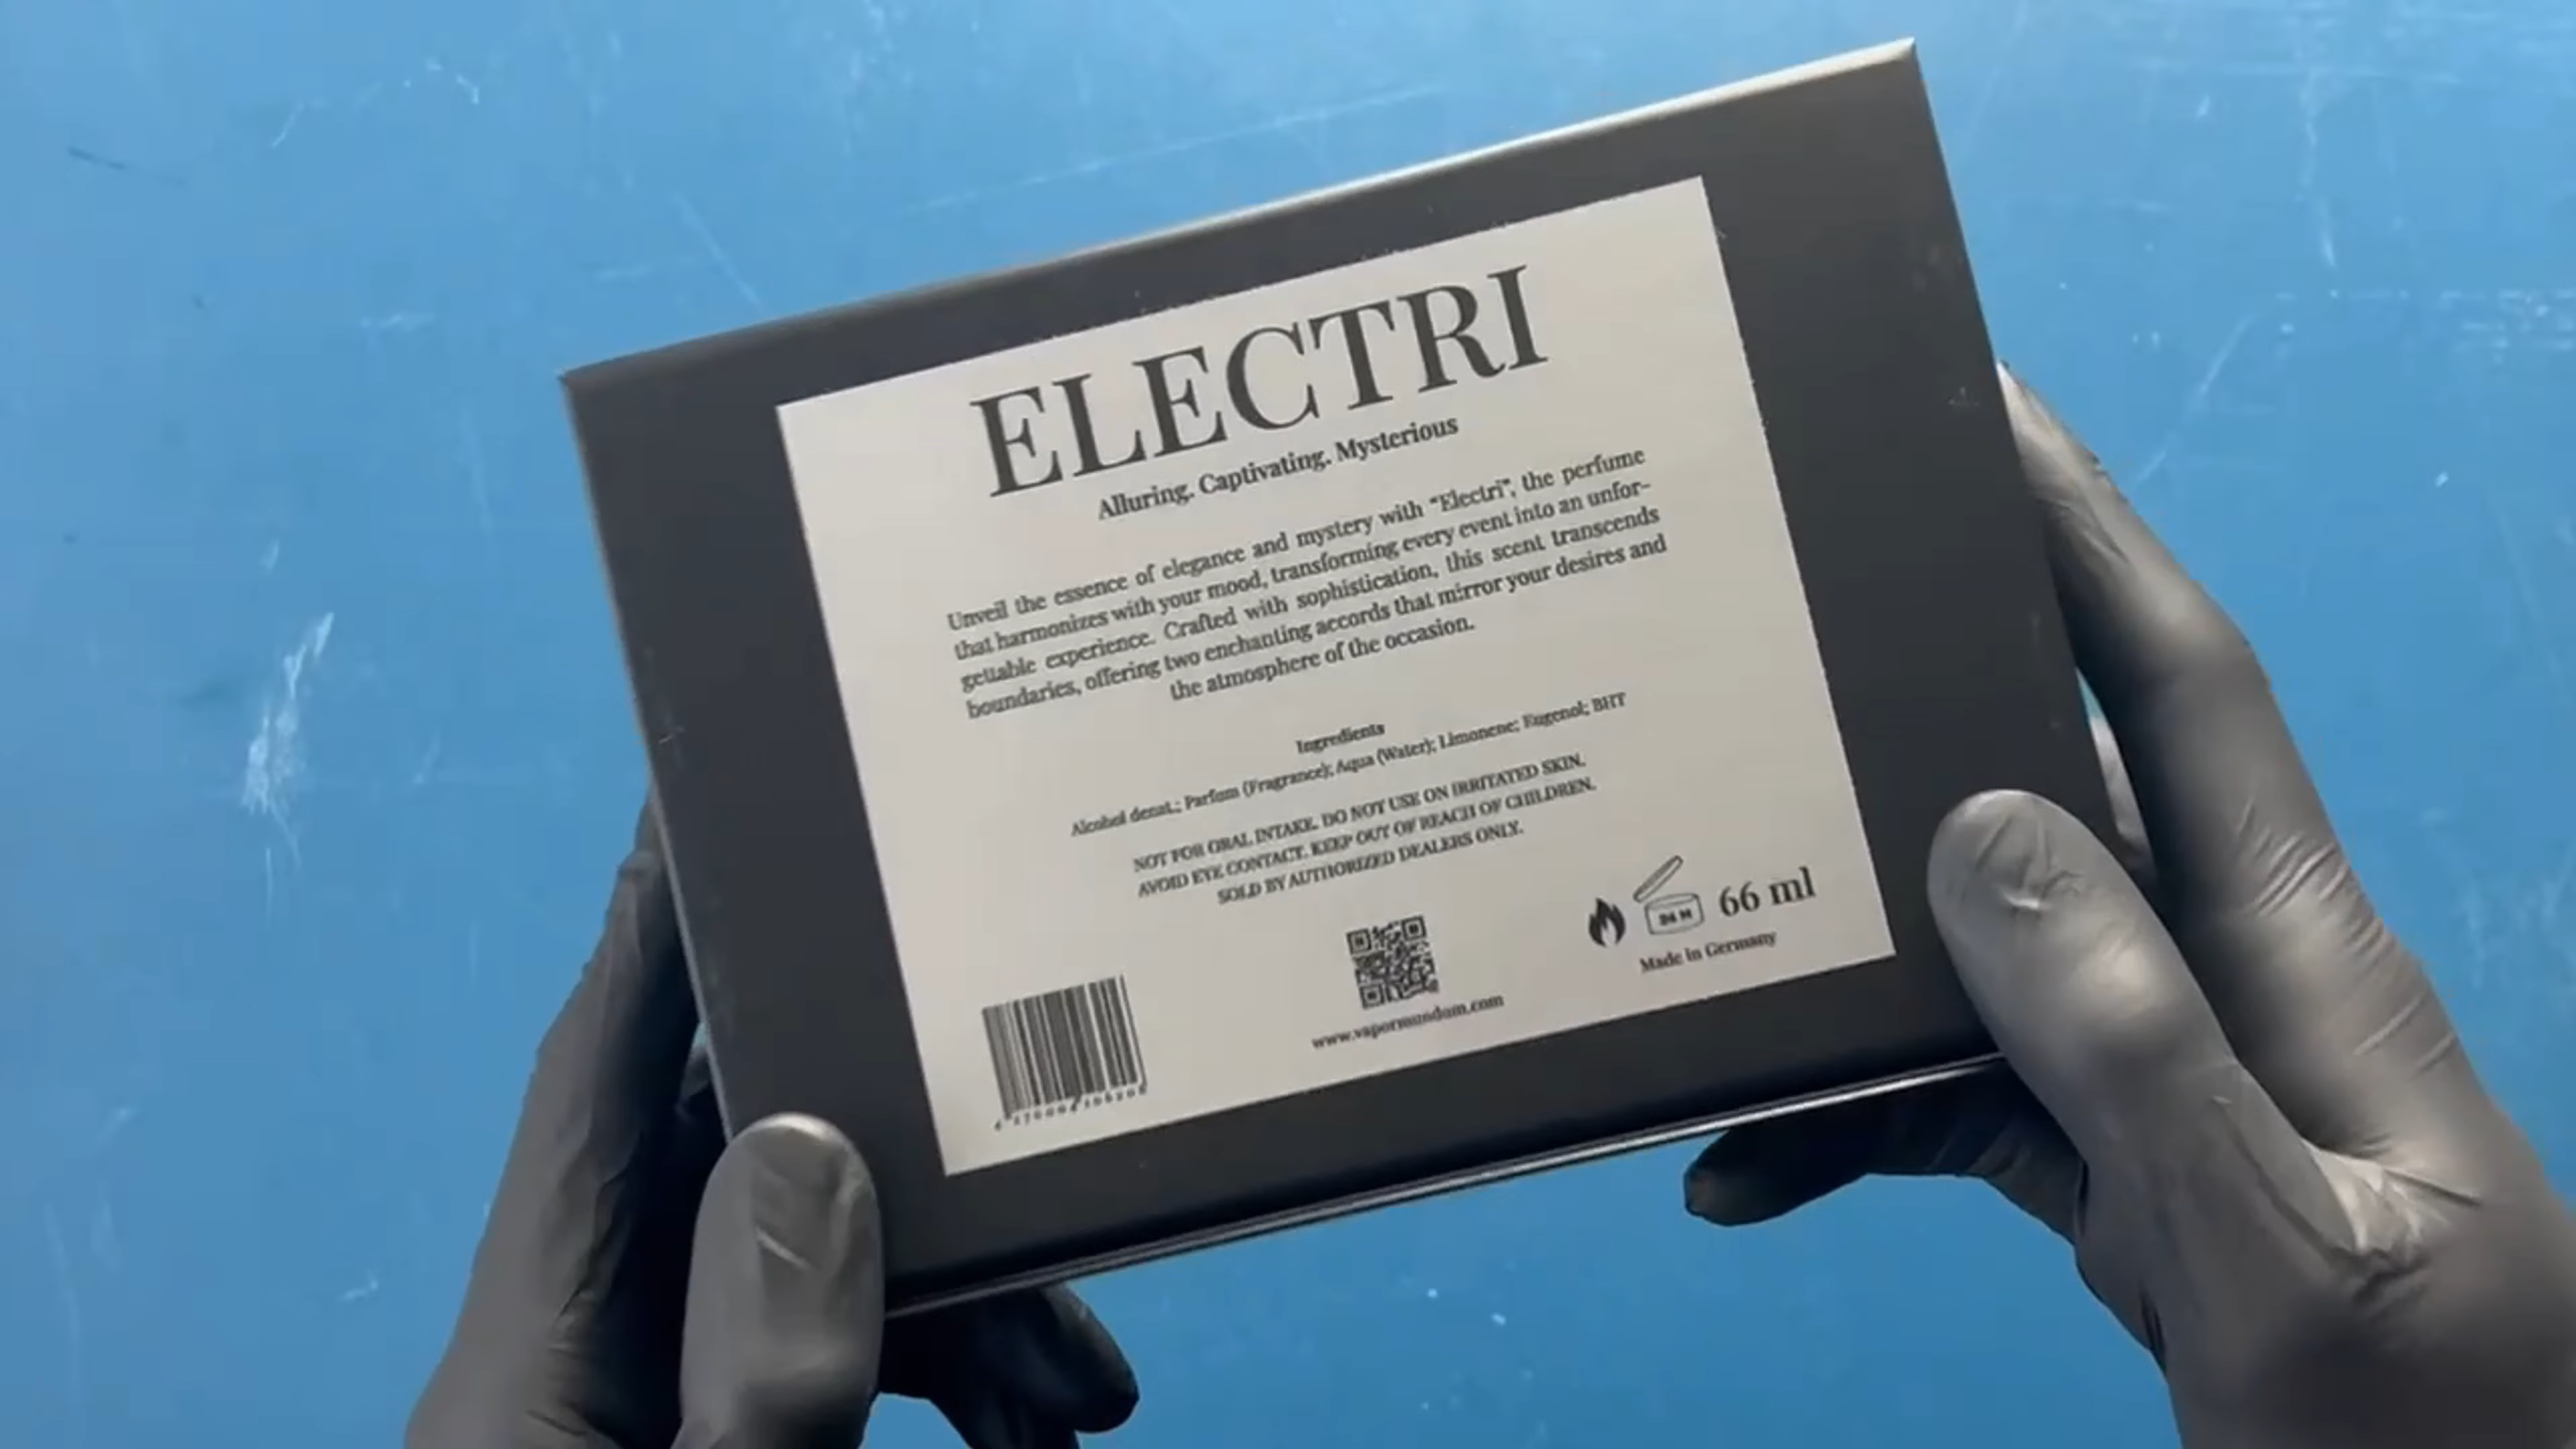 ELECTRI
Alluring. Captivating. Mysterious
Unveil the essence of elegance and mystery with "Electri", the perfume
that harmonizes with your mood, transforming every event into an unfor-
gettable experience. Crafted with sophistication, this scent transcends
boundaries, offering two enchanting accords that mirror your desires and
the atmosphere of the occasion.
Ingredients
Alcohol denat.; Parfum (Fragrance); Aqua (Water); Limonene; Eugenol; BHT
NOT FOR ORAL INTAKE. DO NOT USE ON IRRITATED SKIN.
AVOID EYE CONTACT. KEEP OUT OF REACH OF CHILDREN.
SOLD BY AUTHORIZED DEALERS ONLY.
24 M
66 ml
Made in Germany
www.vapormundum.com